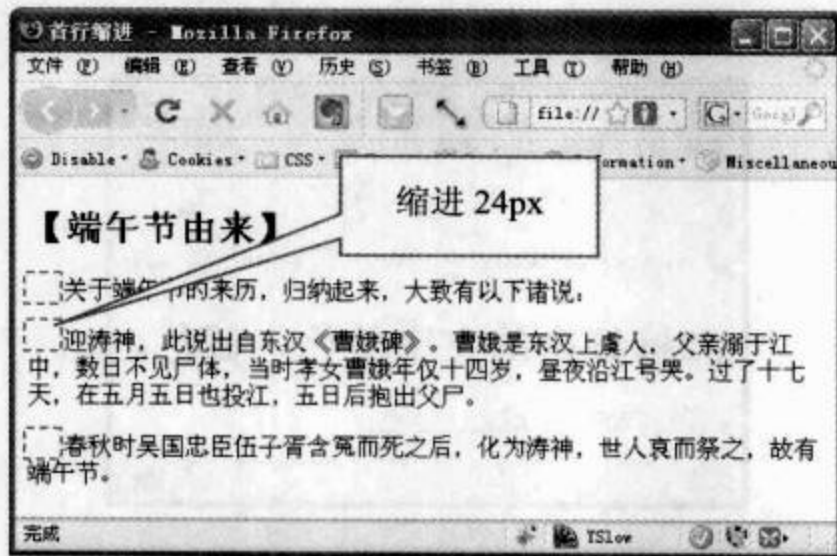 首行缩进 - Mozilla Firefox
文件 (F) 编辑 (E) 查看 (V) 历史 (S) 书签 (B) 工具 (T) 帮助 (H)
file://
Disable Cookies CSS ormation Miscellaneou
缩进 24px
【端午节由来】
关于端午节的来历，归纳起来，大致有以下诸说：
迎涛神，此说出自东汉《曹娥碑》。曹娥是东汉上虞人，父亲溺于江
中，数日不见尸体，当时孝女曹娥年仅十四岁，昼夜沿江号哭。过了十七
天，在五月五日也投江，五日后抱出父尸。
春秋时吴国忠臣伍子胥含冤而死之后，化为涛神，世人哀而祭之，故有
端午节。
完成 YSlow